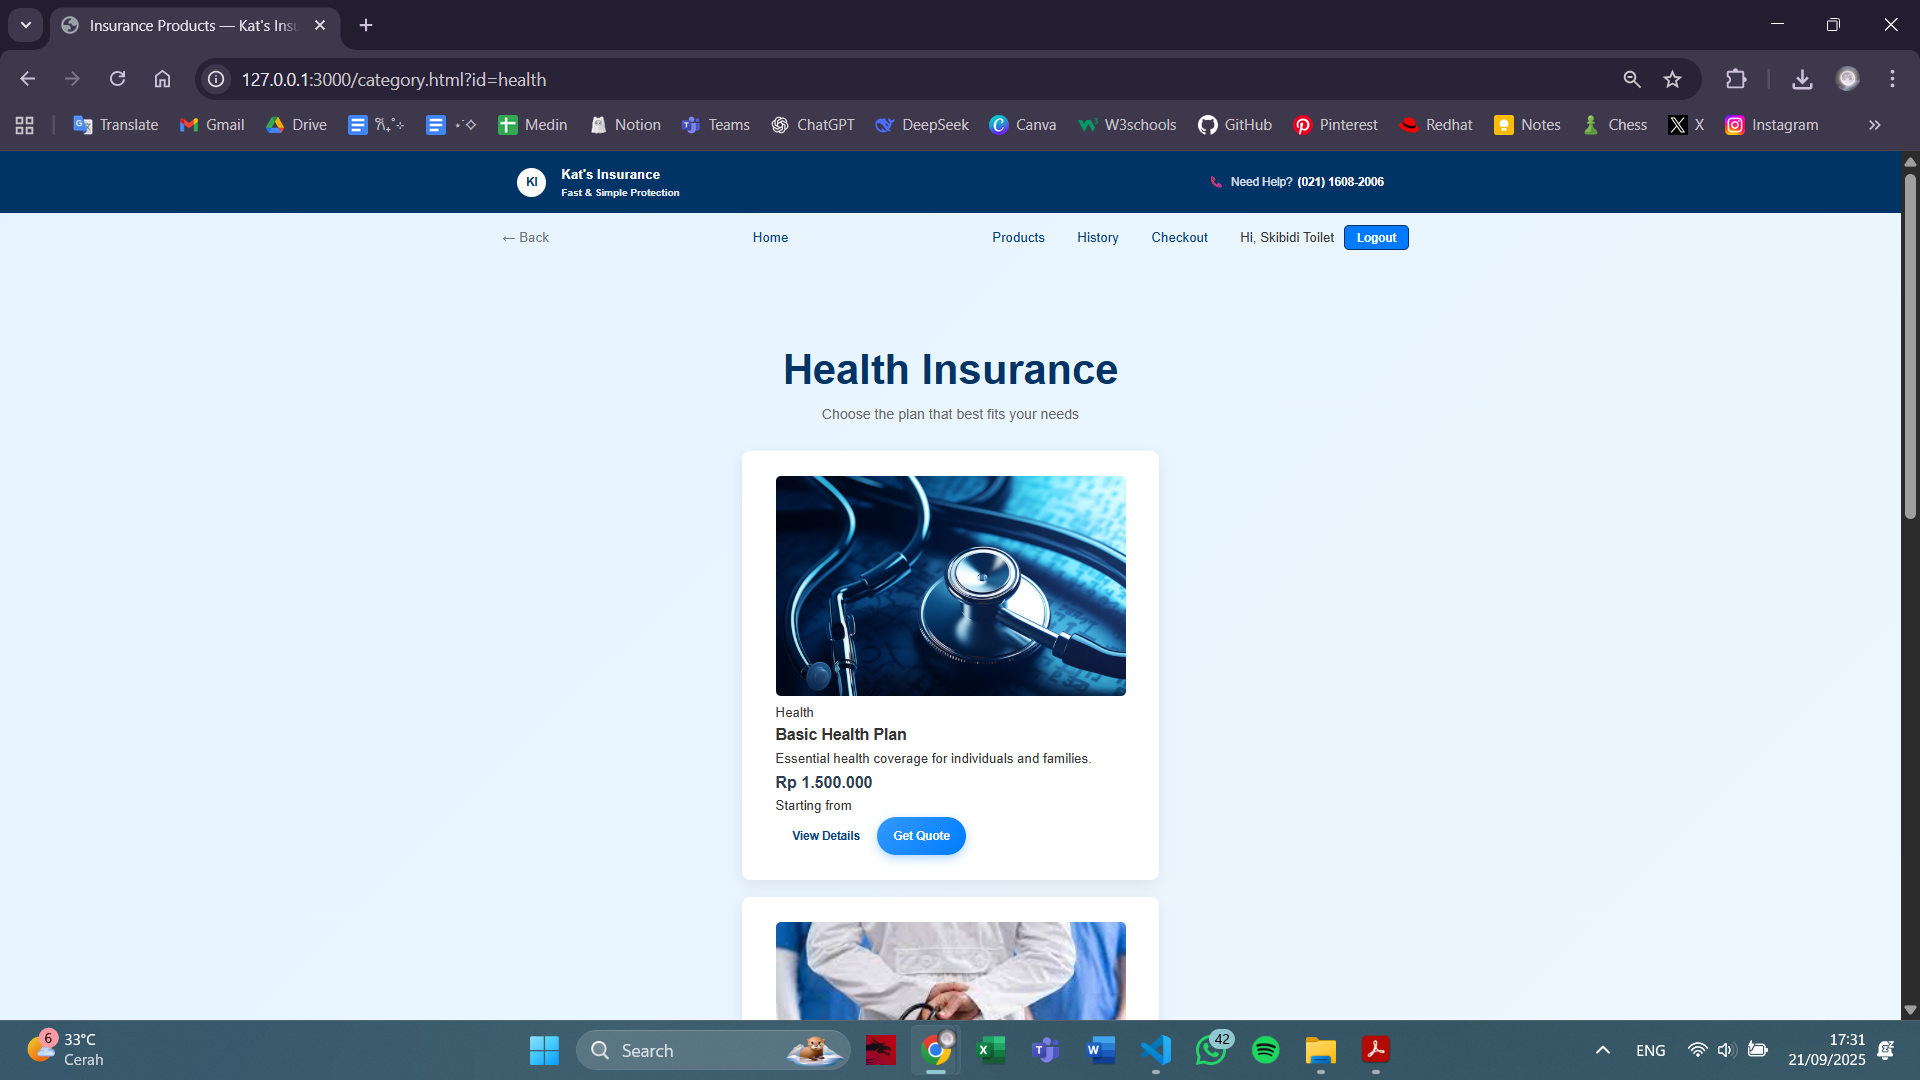 Insurance Products — Kat's Insu
127.0.0.1:3000/category.html?id=health
Translate Gmail Drive Medin Notion Teams ChatGPT DeepSeek Canva W3schools GitHub Pinterest Redhat Notes Chess X Instagram
KI
Kat's Insurance
Fast & Simple Protection
Need Help? (021) 1608-2006
← Back Home Products History Checkout Hi, Skibidi Toilet Logout
Health Insurance
Choose the plan that best fits your needs
Health
Basic Health Plan
Essential health coverage for individuals and families.
Rp 1.500.000
Starting from
View Details Get Quote
6
33°C
Cerah
Search
42
ENG
17:31
21/09/2025